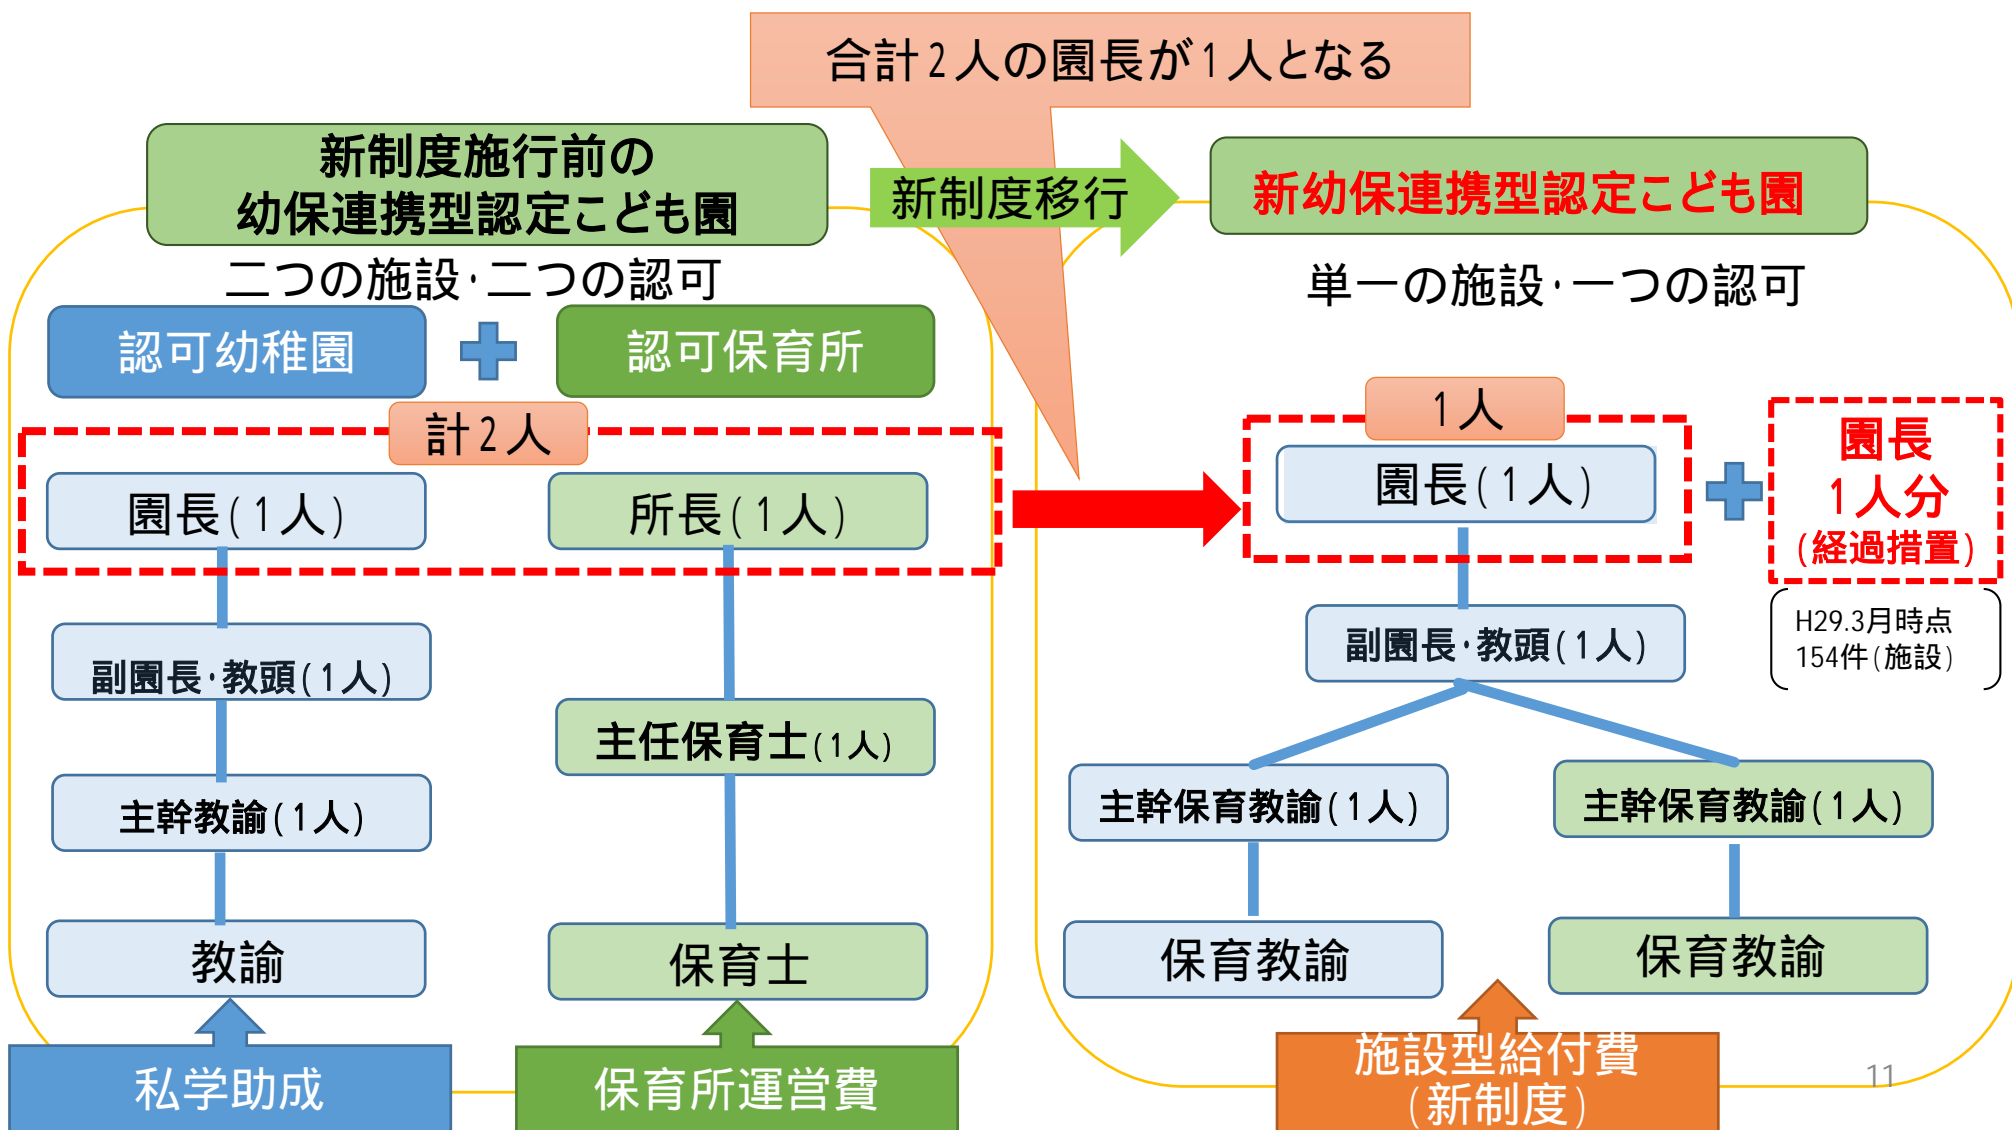 合計2人の園長が1人となる
新制度施行前の
幼保連携型認定こども園
新制度移行
新幼保連携型認定こども園
二つの施設・二つの認可
単一の施設・一つの認可
認可幼稚園
認可保育所
計2人
園長(1人)
所長(1人)
副園長・教頭(1人)
主任保育士(1人)
主幹教諭(1人)
教諭
保育士
私学助成
保育所運営費
1人
園長(1人)
園長
1人分
(経過措置)
H29.3月時点
154件(施設)
副園長・教頭(1人)
主幹保育教諭(1人)
主幹保育教諭(1人)
保育教諭
保育教諭
施設型給付費
(新制度)
11